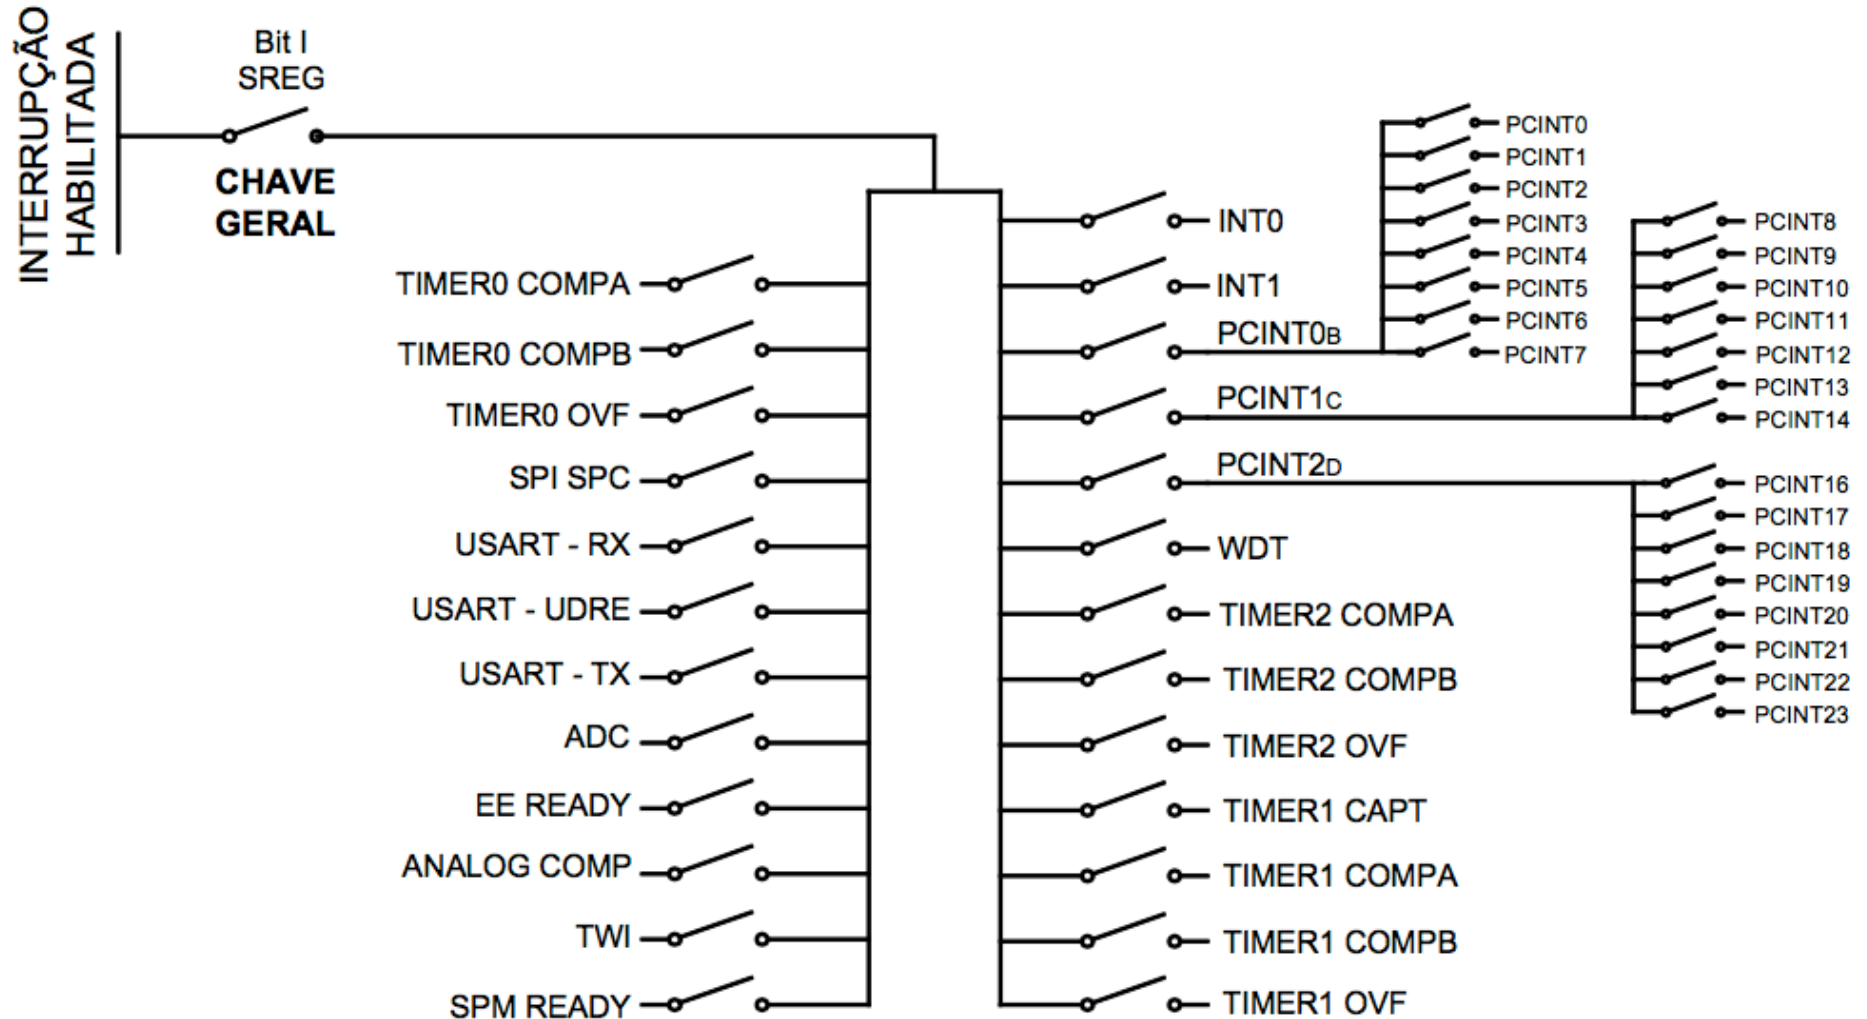 INTERRUPÇÃO
HABILITADA
Bit I
SREG
CHAVE
GERAL
TIMER0 COMPA
TIMER0 COMPB
TIMER0 OVF
SPI SPC
USART - RX
USART - UDRE
USART - TX
ADC
EE READY
ANALOG COMP
TWI
SPM READY
INT0
INT1
PCINT0B
PCINT1C
PCINT2D
WDT
TIMER2 COMPA
TIMER2 COMPB
TIMER2 OVF
TIMER1 CAPT
TIMER1 COMPA
TIMER1 COMPB
TIMER1 OVF
PCINT0
PCINT1
PCINT2
PCINT3
PCINT4
PCINT5
PCINT6
PCINT7
PCINT8
PCINT9
PCINT10
PCINT11
PCINT12
PCINT13
PCINT14
PCINT16
PCINT17
PCINT18
PCINT19
PCINT20
PCINT21
PCINT22
PCINT23